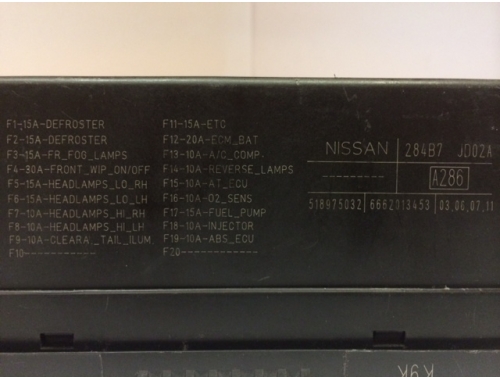 F1-15A-DEFROSTER
F2-15A-DEFROSTER
F3-15A-FR_FOG_LAMPS
F4-30A-FRONT_WIP_ON/OFF
F5-15A-HEADLAMPS_LO_RH
F6-15A-HEADLAMPS_LO_LH
F7-10A-HEADLAMPS_HI_RH
F8-10A-HEADLAMPS_HI_LH
F9-10A-CLEARA_TAIL_ILUM.
F10------------
F11-15A-ETC
F12-20A-ECM_BAT
F13-10A-A/C_COMP.
F14-10A-REVERSE_LAMPS
F15-10A-AT_ECU
F16-10A-O2_SENS
F17-15A-FUEL_PUMP
F18-10A-INJECTOR
F19-10A-ABS_ECU
F20------------
NISSAN 284B7 JD02A
----------- A286
518975032 6662013453 03.06.07.11
K9K